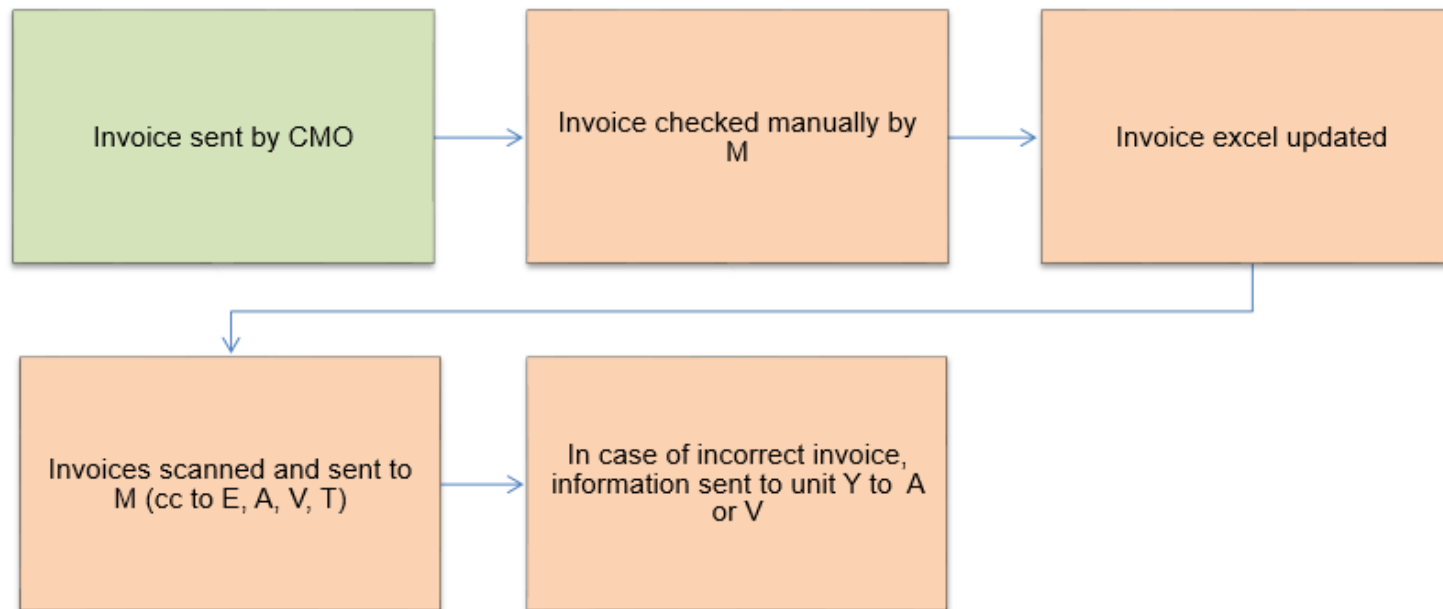 Invoice sent by CMO
Invoice checked manually by
M
Invoice excel updated
Invoices scanned and sent to
M (cc to E, A, V, T)
In case of incorrect invoice,
information sent to unit Y to  A
or V